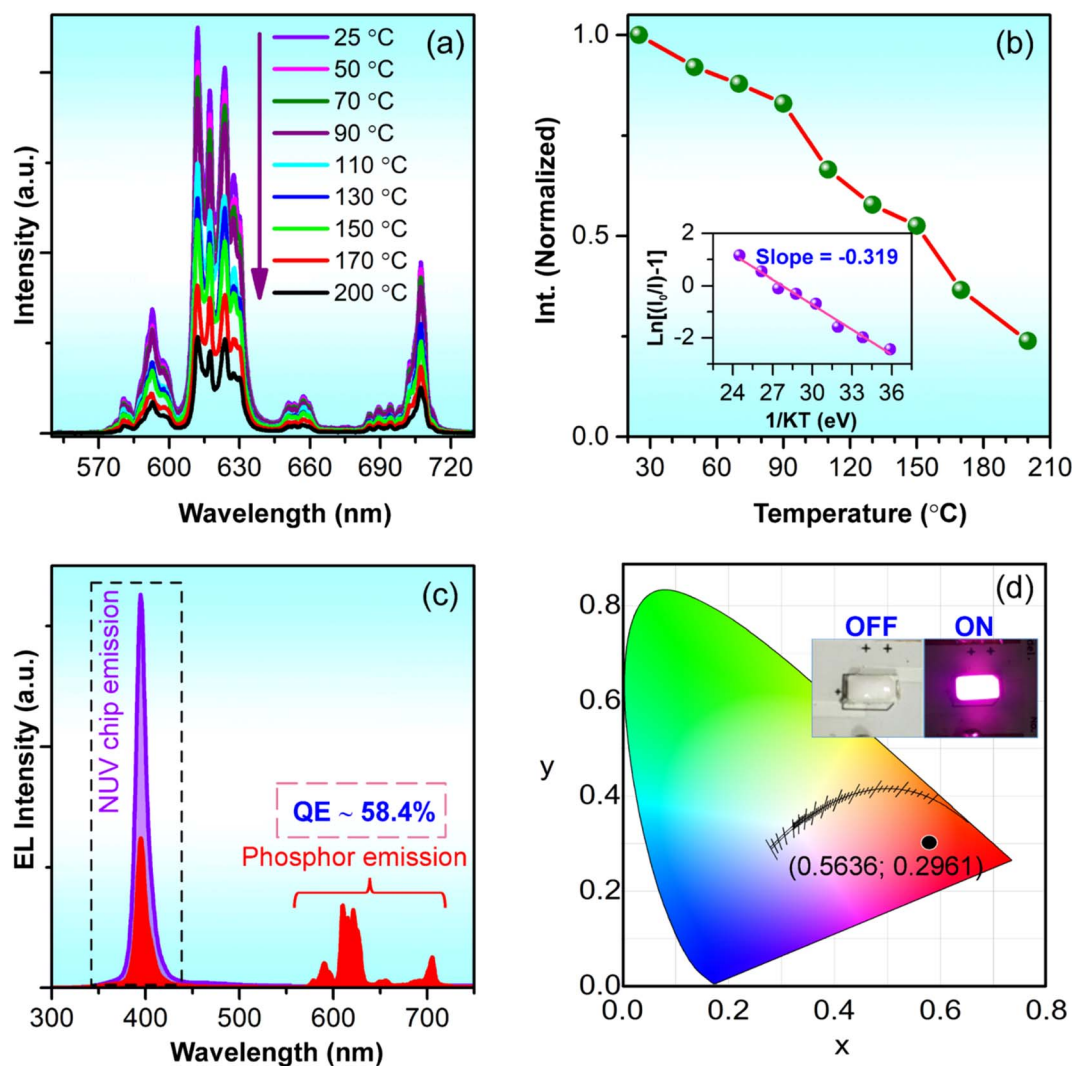 (a)
25 °C
50 °C
70 °C
90 °C
110 °C
130 °C
150 °C
170 °C
200 °C
Intensity (a.u.)
570 600 630 660 690 720
Wavelength (nm)
(b)
1.0
0.5
0.0
Int. (Normalized)
Slope = -0.319
2
0
-2
Ln[(I₀/I)-1]
24 27 30 33 36
1/KT (eV)
30 60 90 120 150 180 210
Temperature (°C)
(c)
NUV chip emission
QE ~ 58.4%
Phosphor emission
EL Intensity (a.u.)
300 400 500 600 700
Wavelength (nm)
(d)
OFF ON
0.8
0.6
0.4
0.2
0.0
y
(0.5636; 0.2961)
0.0 0.2 0.4 0.6 0.8
x